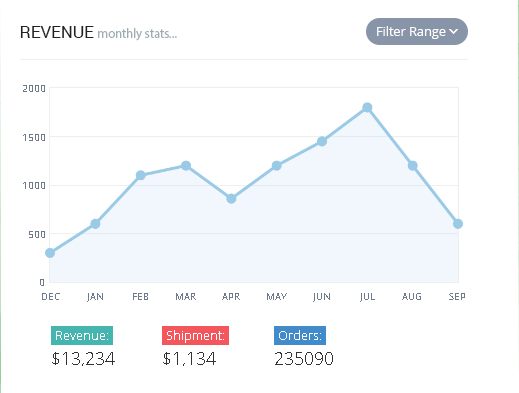 REVENUE monthly stats...
Filter Range
2000
1500
1000
500
0
DEC JAN FEB MAR APR MAY JUN JUL AUG SEP
Revenue: Shipment: Orders:
$13,234 $1,134 235090